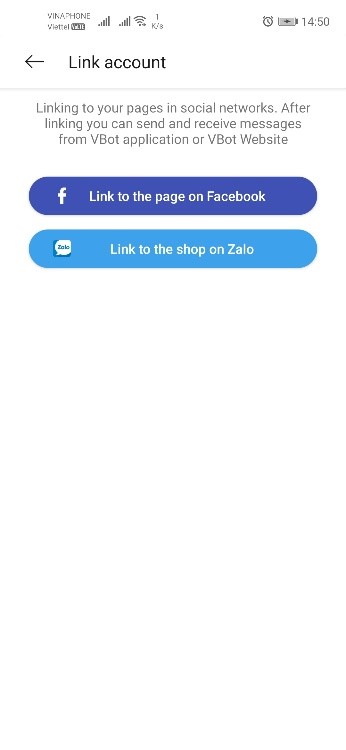 VINAPHONE
Viettel VoLTE
1
K/s
14:50
Link account
Linking to your pages in social networks. After
linking you can send and receive messages
from VBot application or VBot Website
f Link to the page on Facebook
Zalo Link to the shop on Zalo